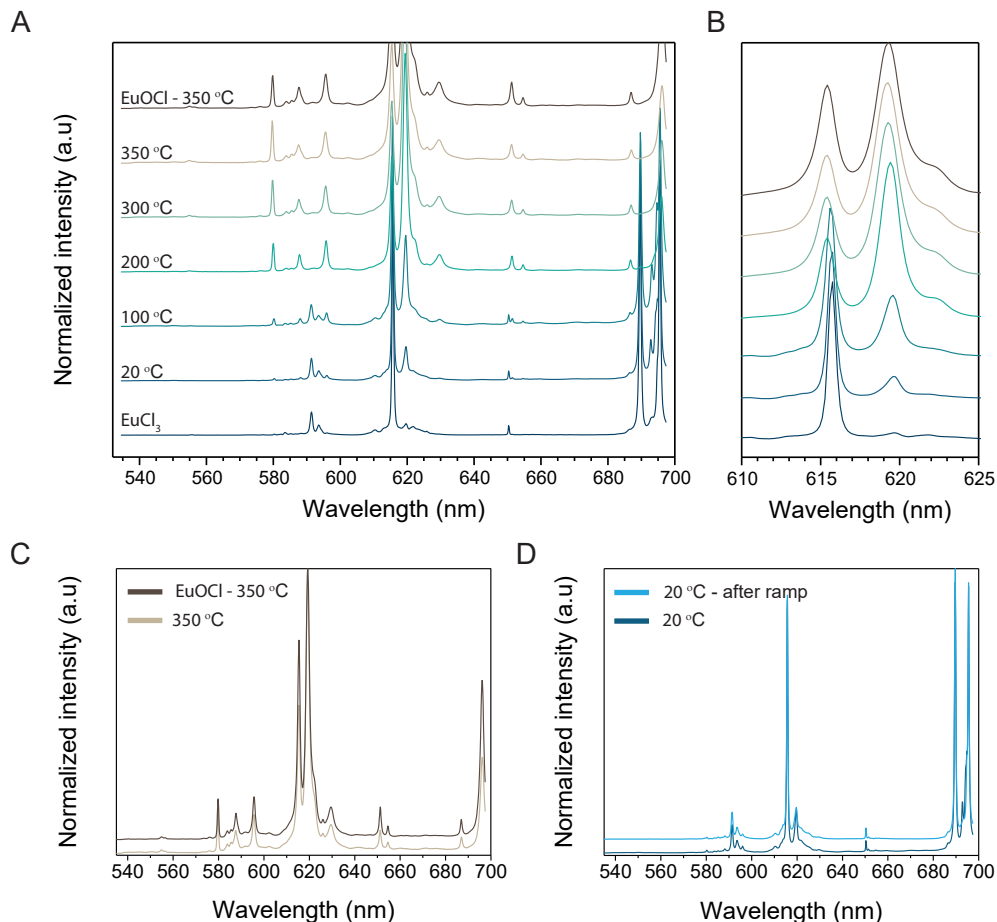 A
B
Normalized intensity (a.u)
EuOCl - 350 °C
350 °C
300 °C
200 °C
100 °C
20 °C
EuCl₃
540 560 580 600 620 640 660 680 700
Wavelength (nm)
610 615 620 625
Wavelength (nm)
C
D
Normalized intensity (a.u)
EuOCl - 350 °C
350 °C
540 560 580 600 620 640 660 680 700
Wavelength (nm)
Normalized intensity (a.u)
20 °C - after ramp
20 °C
540 560 580 600 620 640 660 680 700
Wavelength (nm)